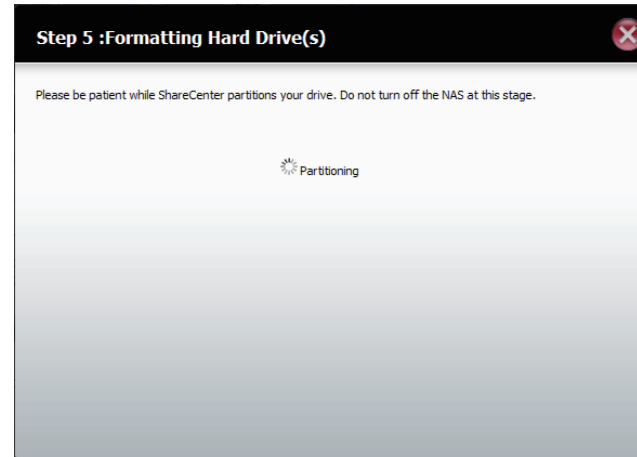 Step 5 :Formatting Hard Drive(s)
Please be patient while ShareCenter partitions your drive. Do not turn off the NAS at this stage.
Partitioning